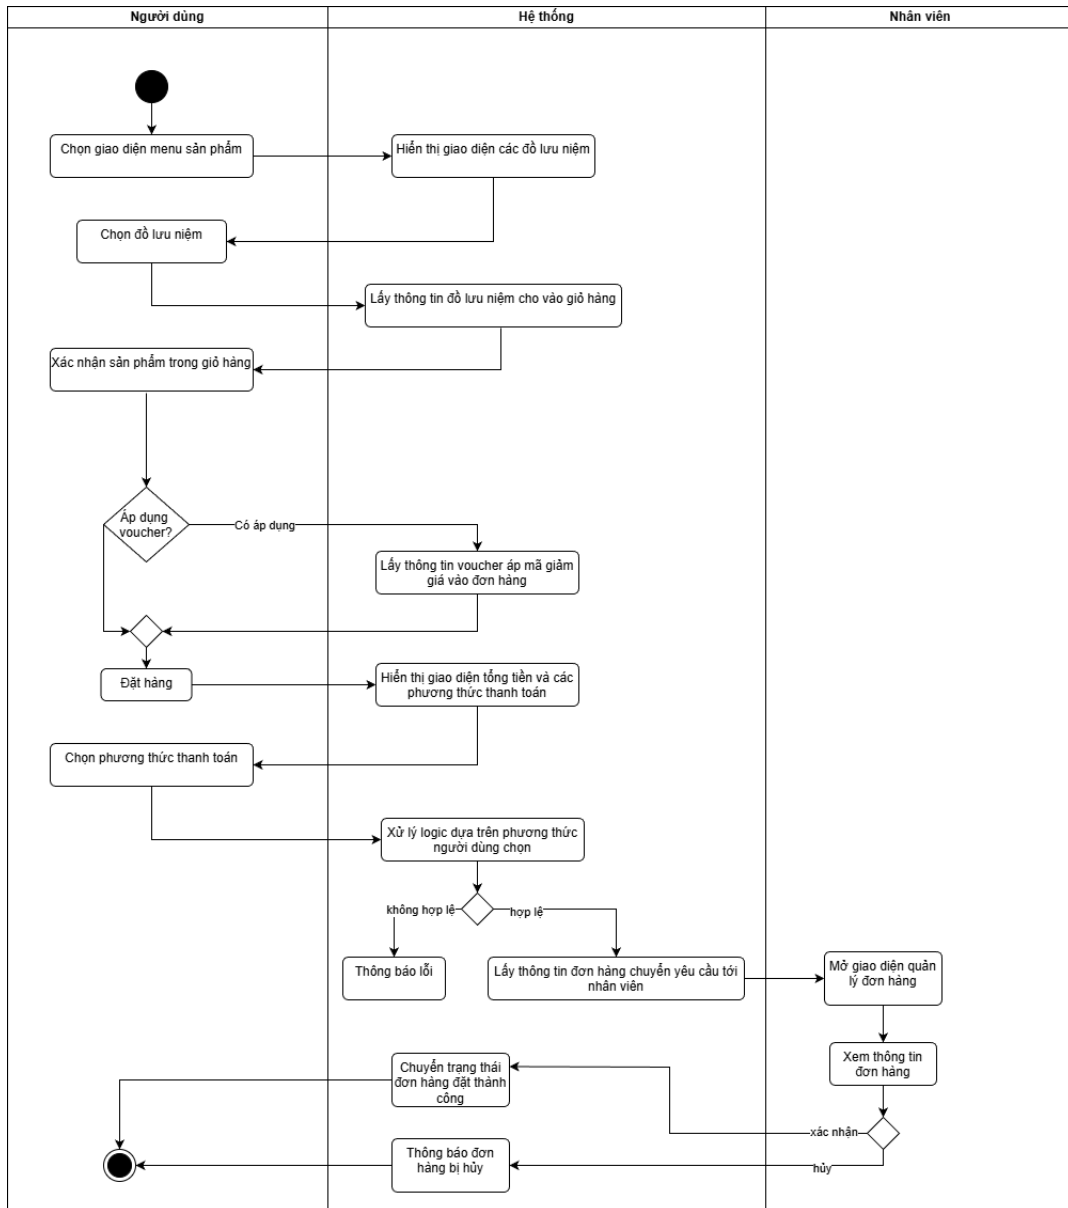 Người dùng
Hệ thống
Nhân viên
Chọn giao diện menu sản phẩm
Hiển thị giao diện các đồ lưu niệm
Chọn đồ lưu niệm
Lấy thông tin đồ lưu niệm cho vào giỏ hàng
Xác nhận sản phẩm trong giỏ hàng
Áp dụng
voucher?
Có áp dụng
Lấy thông tin voucher áp mã giảm
giá vào đơn hàng
Đặt hàng
Hiển thị giao diện tổng tiền và các
phương thức thanh toán
Chọn phương thức thanh toán
Xử lý logic dựa trên phương thức
người dùng chọn
không hợp lệ
hợp lệ
Thông báo lỗi
Lấy thông tin đơn hàng chuyển yêu cầu tới
nhân viên
Mở giao diện quản
lý đơn hàng
Xem thông tin
đơn hàng
Chuyển trạng thái
đơn hàng đặt thành
công
xác nhận
Thông báo đơn
hàng bị hủy
hủy